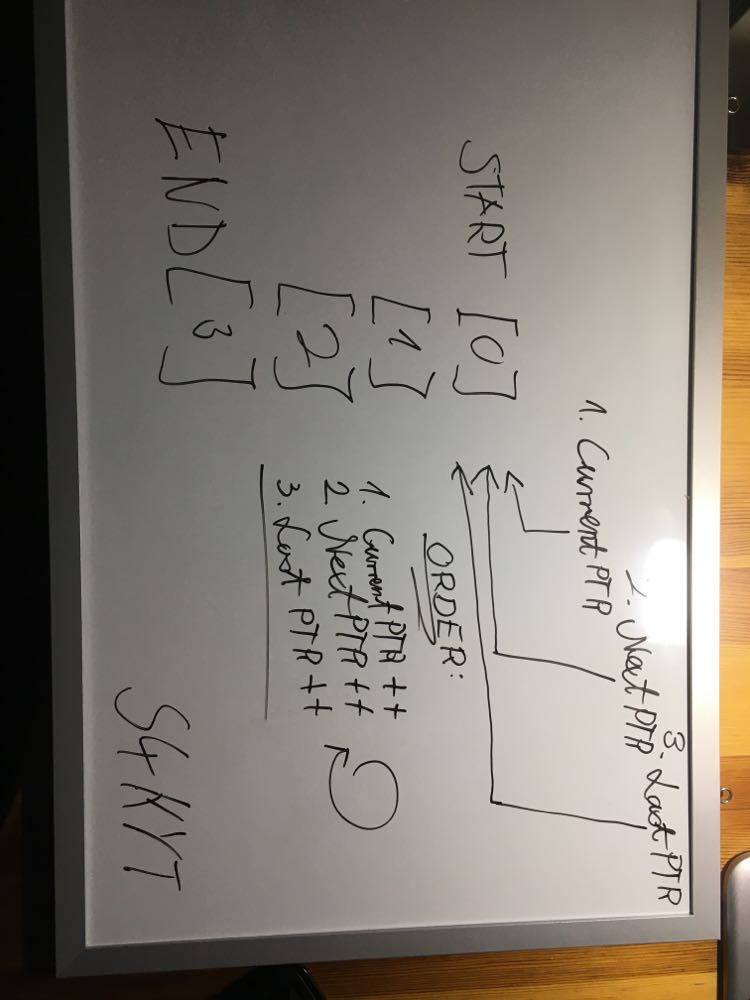 3. Last PTR
2. Next PTR
1. Current PTR
START [0]
[1]
[2]
END [3]
ORDER:
1. Current PTR ++
2 Next PTR ++
3. Last PTR ++
S4KYT